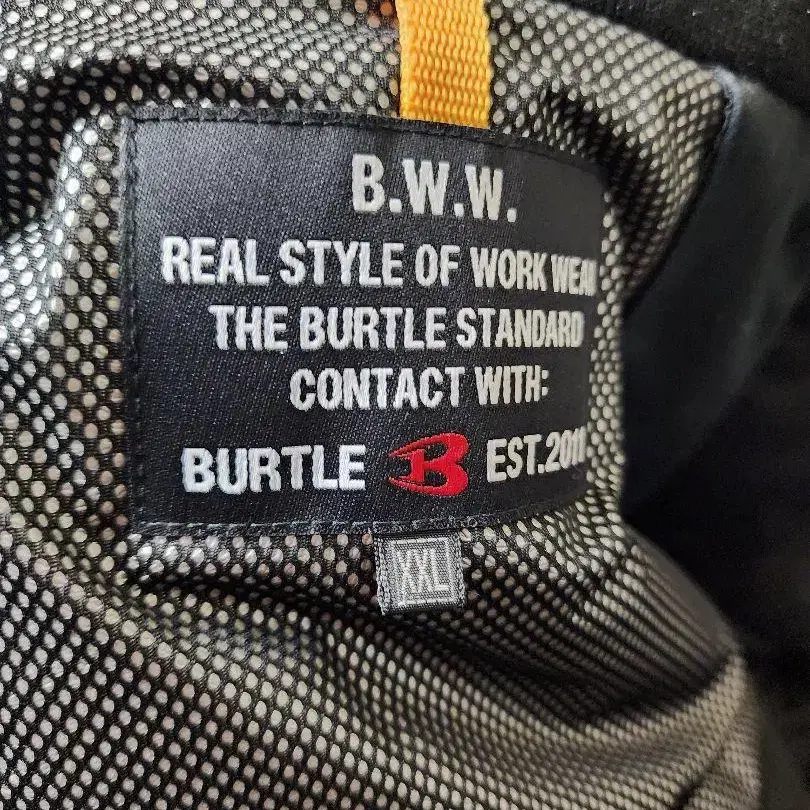 B.W.W.
REAL STYLE OF WORK WEAR
THE BURTLE STANDARD
CONTACT WITH:
BURTLE B EST.2011
XXL